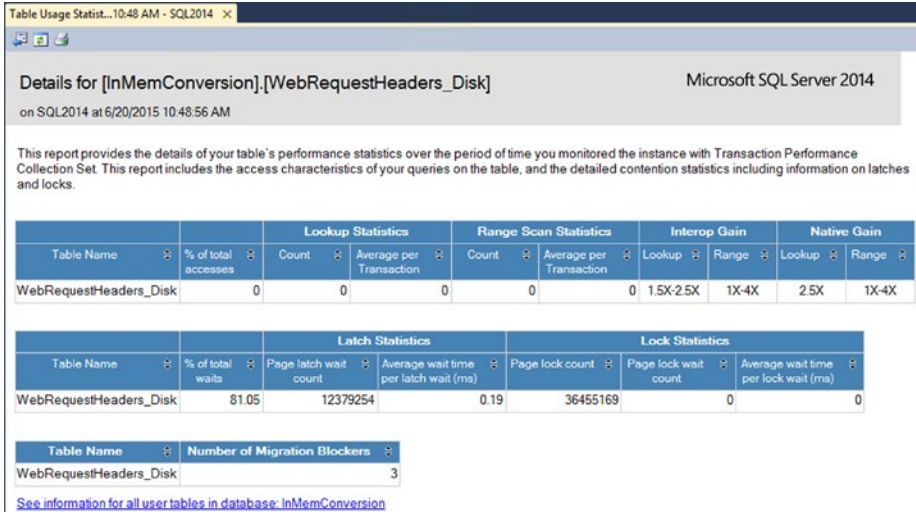 Table Usage Statist...10:48 AM - SQL2014
Details for [InMemConversion].[WebRequestHeaders_Disk]
Microsoft SQL Server 2014
on SQL2014 at 6/20/2015 10:48:56 AM
This report provides the details of your table's performance statistics over the period of time you monitored the instance with Transaction Performance
Collection Set. This report includes the access characteristics of your queries on the table, and the detailed contention statistics including information on latches
and locks.
Lookup Statistics Range Scan Statistics Interop Gain Native Gain
Table Name % of total accesses Count Average per Transaction Count Average per Transaction Lookup Range Lookup Range
WebRequestHeaders_Disk 0 0 0 0 0 1.5X-2.5X 1X-4X 2.5X 1X-4X
Latch Statistics Lock Statistics
Table Name % of total waits Page latch wait count Average wait time per latch wait (ms) Page lock count Page lock wait count Average wait time per lock wait (ms)
WebRequestHeaders_Disk 81.05 12379254 0.19 36455169 0 0
Table Name Number of Migration Blockers
WebRequestHeaders_Disk 3
See information for all user tables in database: InMemConversion